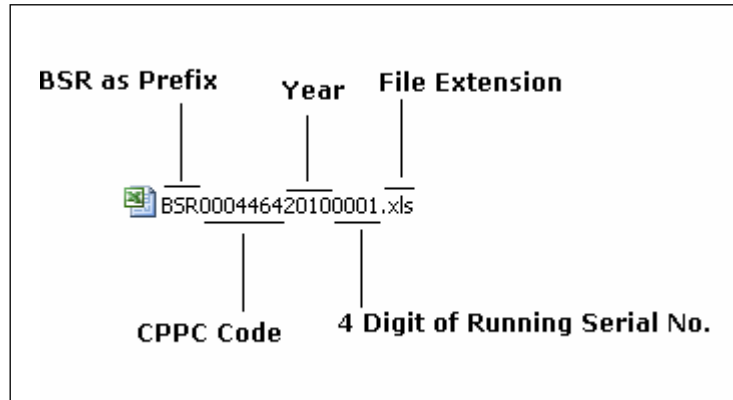 BSR as Prefix Year File Extension
BSR000446420100001.xls
CPPC Code 4 Digit of Running Serial No.